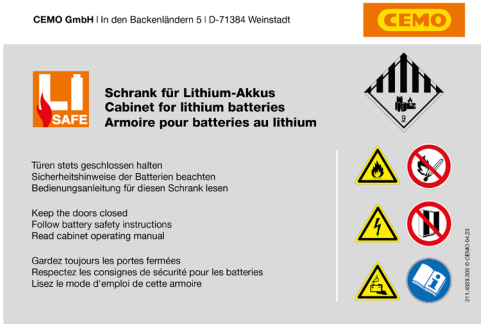 CEMO GmbH | In den Backenländern 5 | D-71384 Weinstadt
CEMO
LI
SAFE
Schrank für Lithium-Akkus
Cabinet for lithium batteries
Armoire pour batteries au lithium
9
Türen stets geschlossen halten
Sicherheitshinweise der Batterien beachten
Bedienungsanleitung für diesen Schrank lesen
Keep the doors closed
Follow battery safety instructions
Read cabinet operating manual
Gardez toujours les portes fermées
Respectez les consignes de sécurité pour les batteries
Lisez le mode d'emploi de cette armoire
211.4029.303 © CEMO 04.23